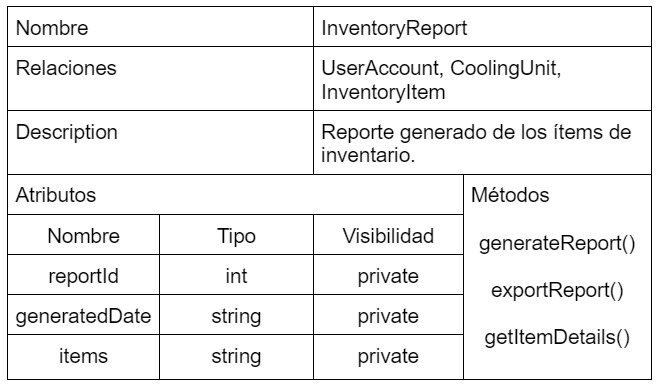 Nombre InventoryReport
Relaciones UserAccount, CoolingUnit,
InventoryItem
Description Reporte generado de los ítems de
inventario.
Atributos Métodos
Nombre Tipo Visibilidad
generateReport()
reportId int private
exportReport()
generatedDate string private
getItemDetails()
items string private